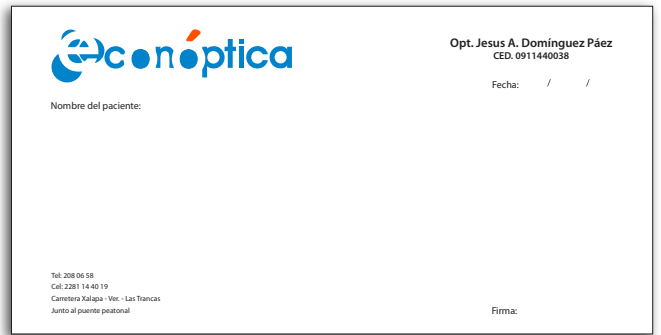 econóptica
Opt. Jesus A. Domínguez Páez
CED. 0911440038
Fecha: / /
Nombre del paciente:
Tel: 208 06 58
Cel: 2281 14 40 19
Carretera Xalapa - Ver. - Las Trancas
Junto al puente peatonal
Firma: